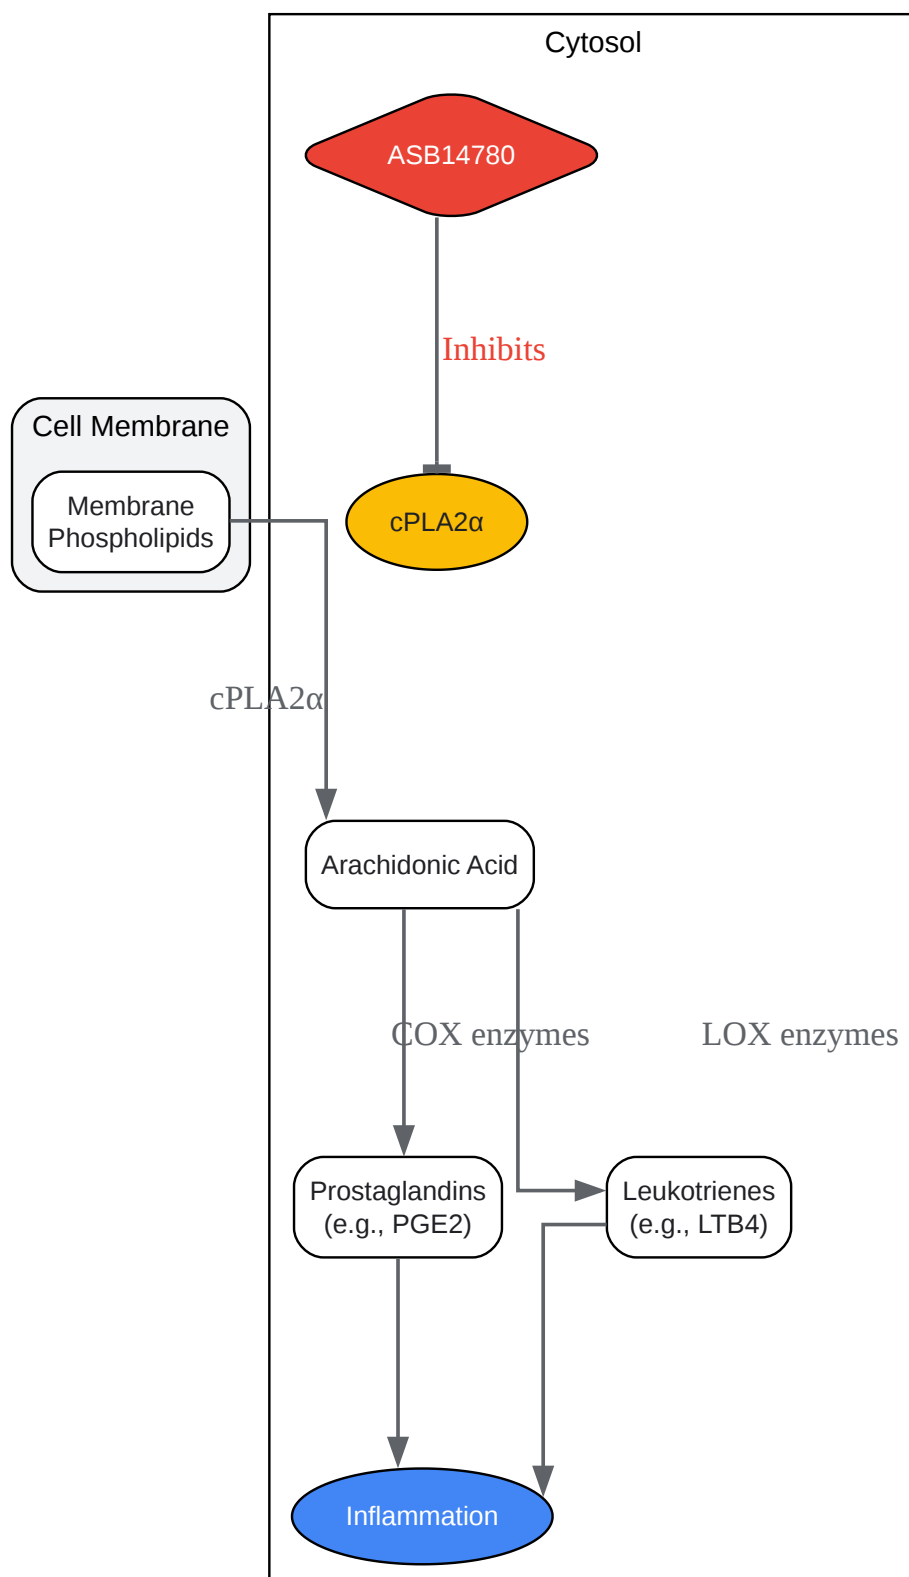 Cytosol
ASB14780
Inhibits
Cell Membrane
Membrane
Phospholipids
cPLA2α
cPLA2α
Arachidonic Acid
COX enzymes
LOX enzymes
Prostaglandins
(e.g., PGE2)
Leukotrienes
(e.g., LTB4)
Inflammation